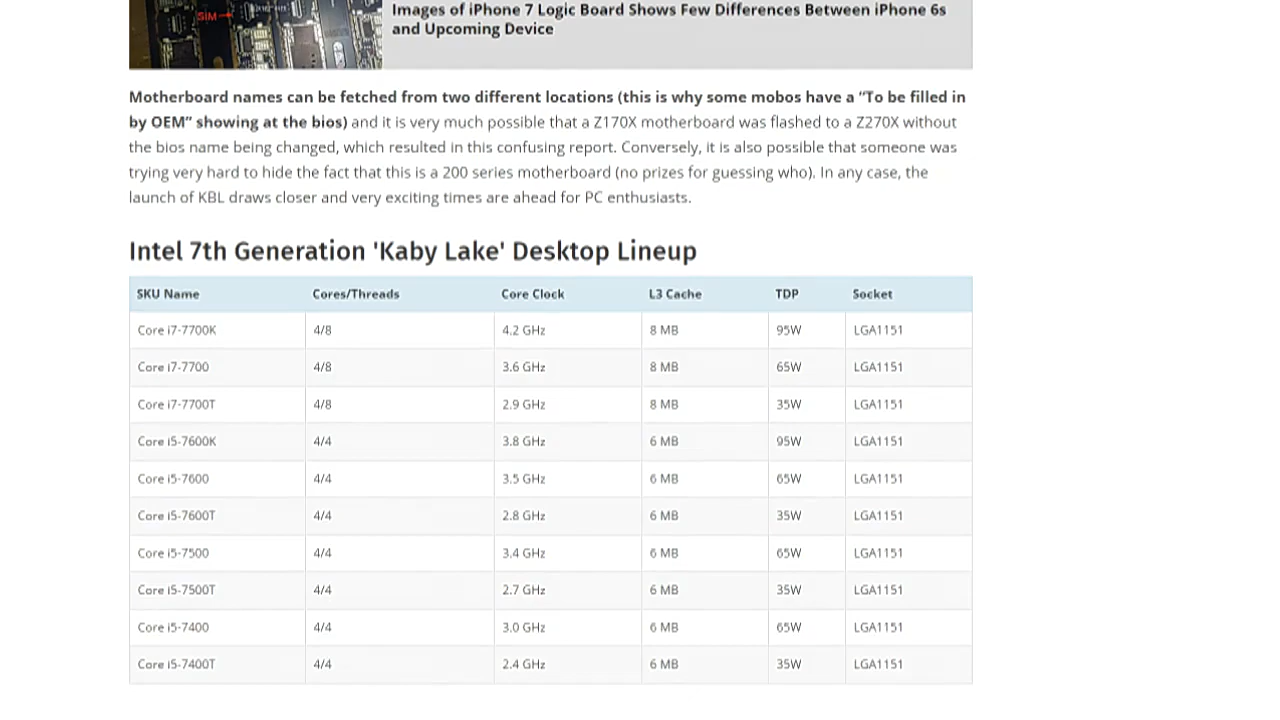 SIM
Images of iPhone 7 Logic Board Shows Few Differences Between iPhone 6s
and Upcoming Device
Motherboard names can be fetched from two different locations (this is why some mobos have a “To be filled in
by OEM” showing at the bios) and it is very much possible that a Z170X motherboard was flashed to a Z270X without
the bios name being changed, which resulted in this confusing report. Conversely, it is also possible that someone was
trying very hard to hide the fact that this is a 200 series motherboard (no prizes for guessing who). In any case, the
launch of KBL draws closer and very exciting times are ahead for PC enthusiasts.
Intel 7th Generation 'Kaby Lake' Desktop Lineup
SKU Name Cores/Threads Core Clock L3 Cache TDP Socket
Core i7-7700K 4/8 4.2 GHz 8 MB 95W LGA1151
Core i7-7700 4/8 3.6 GHz 8 MB 65W LGA1151
Core i7-7700T 4/8 2.9 GHz 8 MB 35W LGA1151
Core i5-7600K 4/4 3.8 GHz 6 MB 95W LGA1151
Core i5-7600 4/4 3.5 GHz 6 MB 65W LGA1151
Core i5-7600T 4/4 2.8 GHz 6 MB 35W LGA1151
Core i5-7500 4/4 3.4 GHz 6 MB 65W LGA1151
Core i5-7500T 4/4 2.7 GHz 6 MB 35W LGA1151
Core i5-7400 4/4 3.0 GHz 6 MB 65W LGA1151
Core i5-7400T 4/4 2.4 GHz 6 MB 35W LGA1151